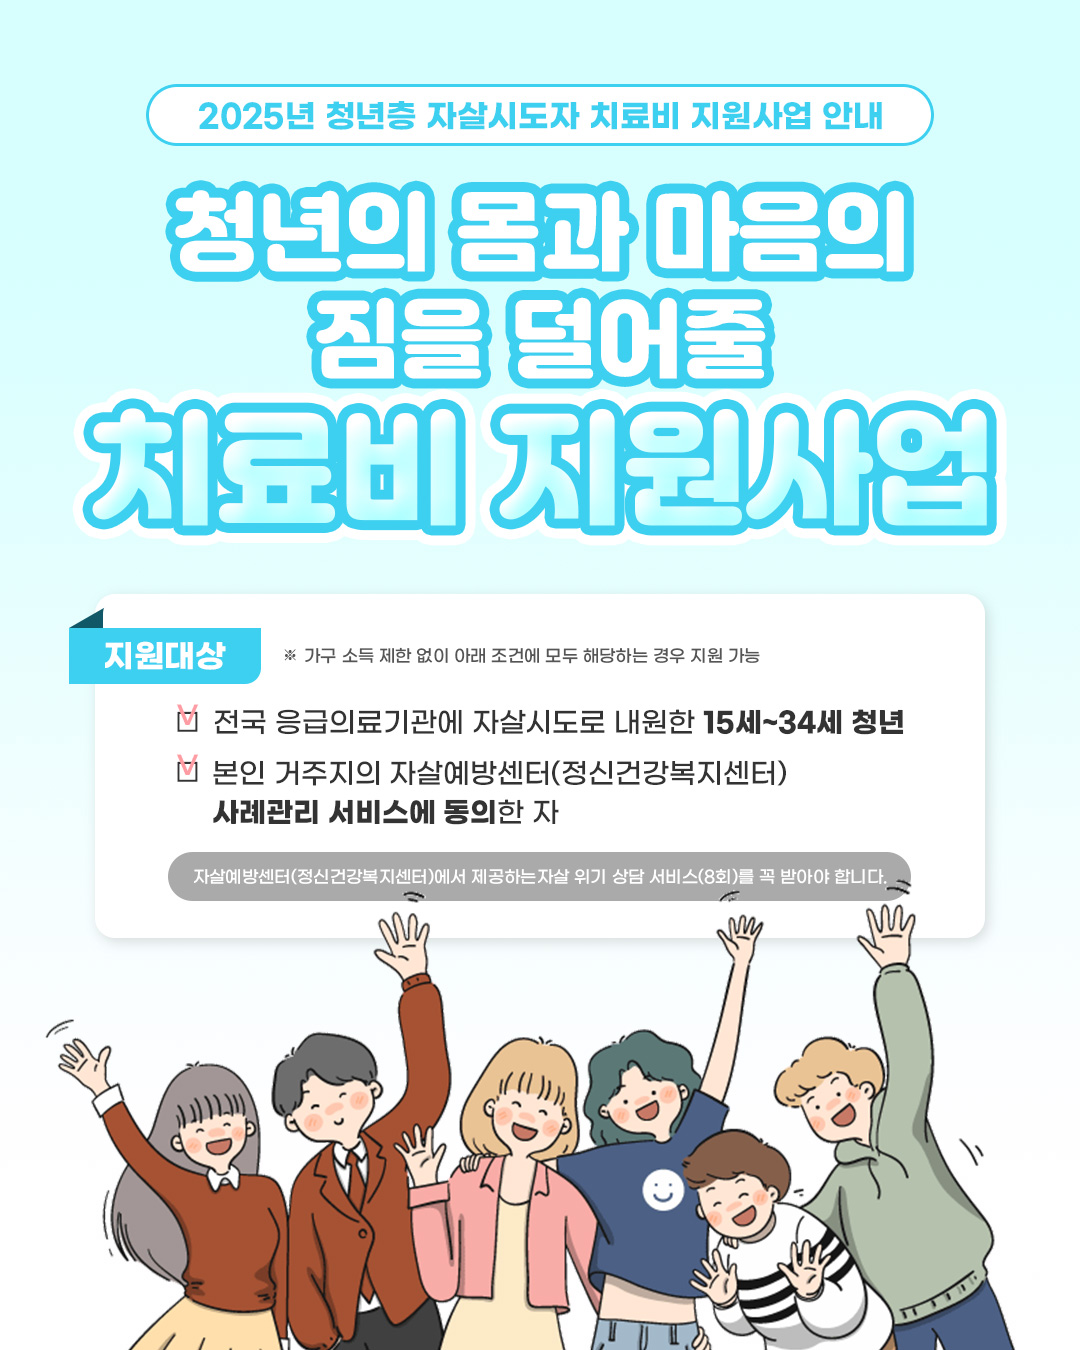 2025년 청년층 자살시도자 치료비 지원사업 안내
청년의 몸과 마음의
짐을 덜어줄
치료비 지원사업
지원대상
※ 가구 소득 제한 없이 아래 조건에 모두 해당하는 경우 지원 가능
전국 응급의료기관에 자살시도로 내원한 15세~34세 청년
본인 거주지의 자살예방센터(정신건강복지센터)
사례관리 서비스에 동의한 자
자살예방센터(정신건강복지센터)에서 제공하는자살 위기 상담 서비스(8회)를 꼭 받아야 합니다.